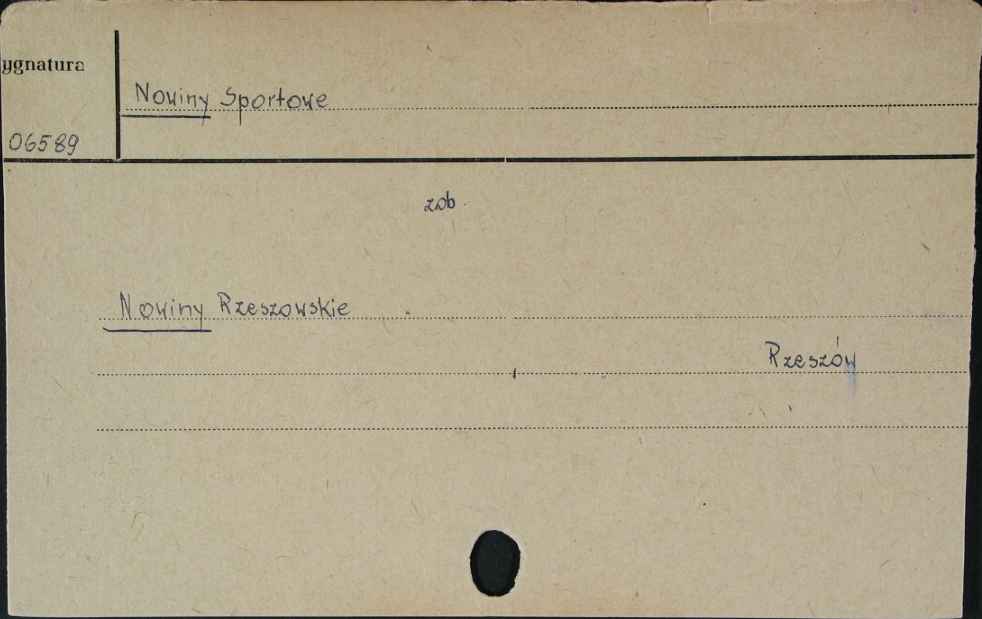 ygnatura
Nowiny Sportowe
06589
zob.
Nowiny Rzeszowskie
Rzeszów